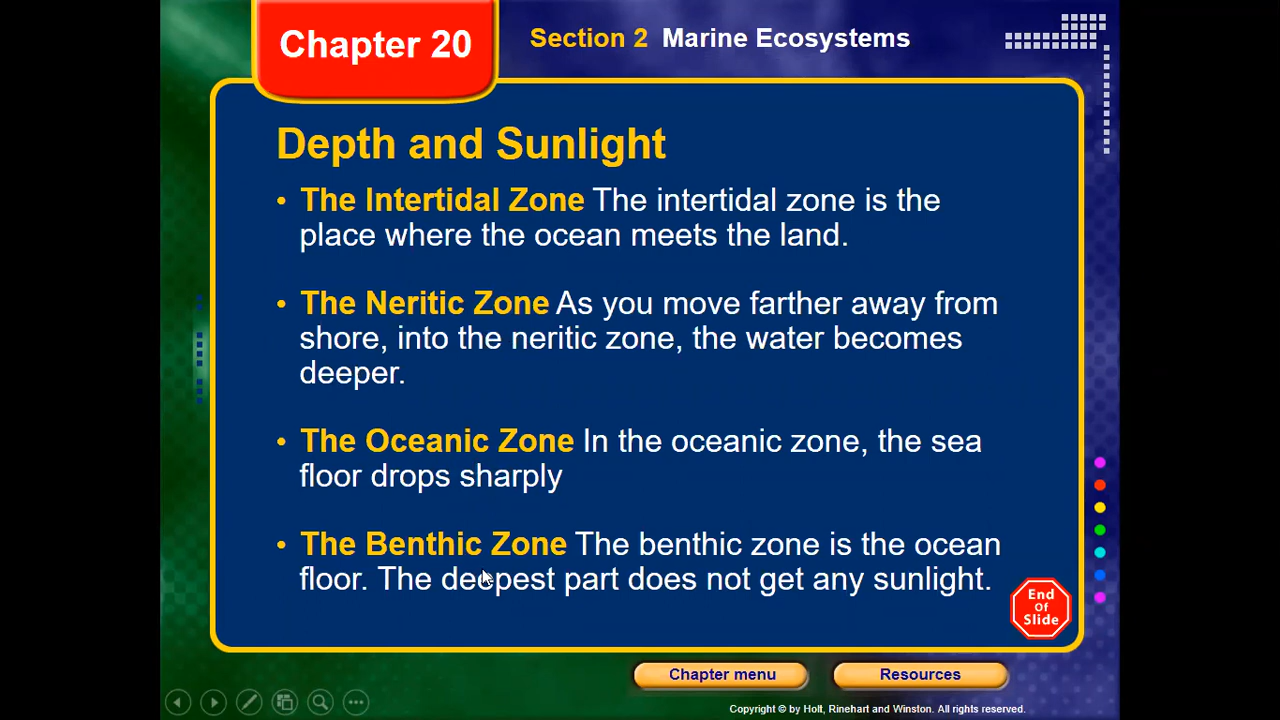 Chapter 20
Section 2 Marine Ecosystems
Depth and Sunlight
• The Intertidal Zone The intertidal zone is the
place where the ocean meets the land.
• The Neritic Zone As you move farther away from
shore, into the neritic zone, the water becomes
deeper.
• The Oceanic Zone In the oceanic zone, the sea
floor drops sharply
• The Benthic Zone The benthic zone is the ocean
floor. The deepest part does not get any sunlight.
End
Of
Slide
Chapter menu
Resources
Copyright © by Holt, Rinehart and Winston. All rights reserved.